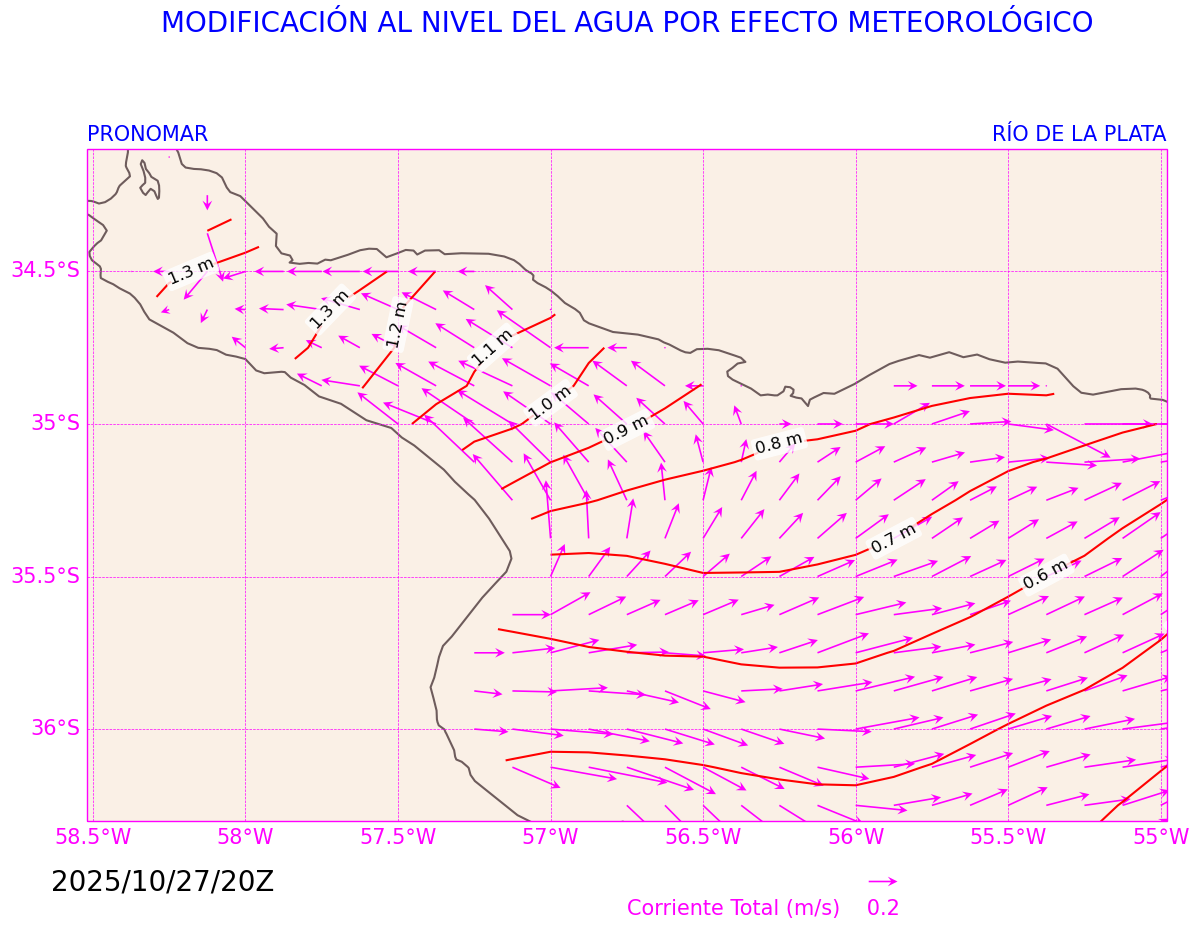 MODIFICACIÓN AL NIVEL DEL AGUA POR EFECTO METEOROLÓGICO
PRONOMAR
RÍO DE LA PLATA
34.5°S
35°S
35.5°S
36°S
1.3 m
1.3 m
1.2 m
1.1 m
1.0 m
0.9 m
0.8 m
0.7 m
0.6 m
58.5°W
58°W
57.5°W
57°W
56.5°W
56°W
55.5°W
55°W
2025/10/27/20Z
Corriente Total (m/s)
0.2